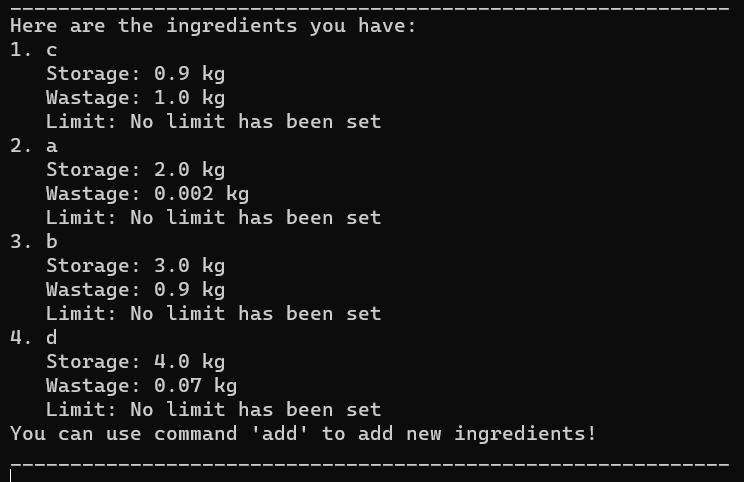 ____________________________________________________________
Here are the ingredients you have:
1. c
   Storage: 0.9 kg
   Wastage: 1.0 kg
   Limit: No limit has been set
2. a
   Storage: 2.0 kg
   Wastage: 0.002 kg
   Limit: No limit has been set
3. b
   Storage: 3.0 kg
   Wastage: 0.9 kg
   Limit: No limit has been set
4. d
   Storage: 4.0 kg
   Wastage: 0.07 kg
   Limit: No limit has been set
You can use command 'add' to add new ingredients!
____________________________________________________________